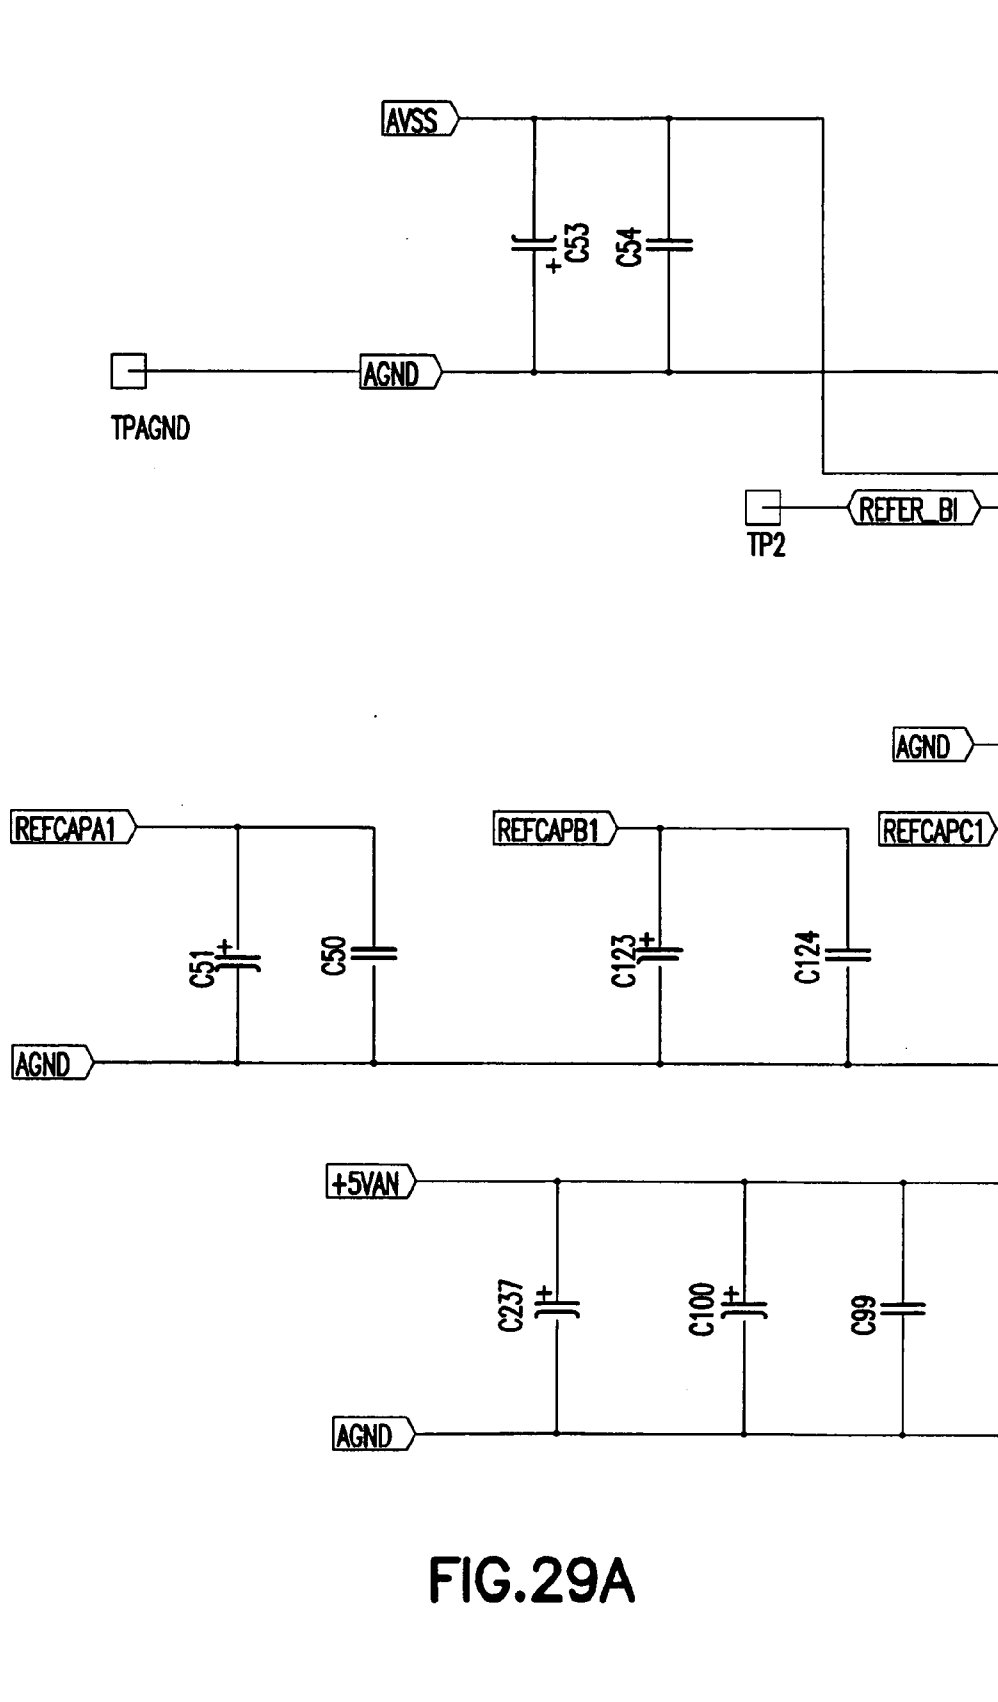 AVSS
C53
+
C54
AGND
TPAGND
REFER_BI
TP2
AGND
REFCAPA1
REFCAPB1
REFCAPC1
C51
+
C50
C123
+
C124
AGND
+5VAN
C237
+
C100
+
C99
AGND
FIG.29A